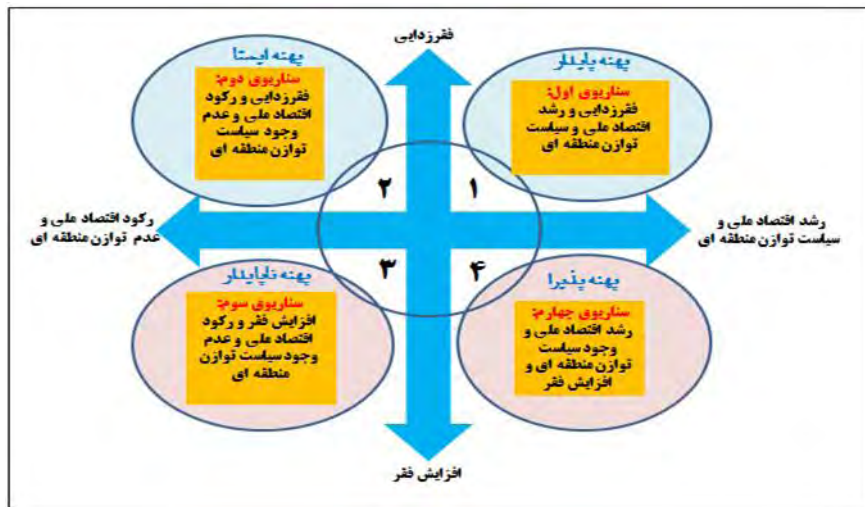 فقرزدایی
پهنه پایدار
سناریوی اول:
فقرزدایی و رشد
اقتصاد ملی و سیاست
توازن منطقه ای
پهنه ایستا
سناریوی دوم:
فقرزدایی و رکود
اقتصاد ملی و عدم
وجود سیاست
توازن منطقه ای
۱
۲
رشد اقتصاد ملی و
سیاست توازن منطقه ای
رکود اقتصاد ملی و
عدم توازن منطقه ای
۴
۳
پهنه پذیرا
سناریوی چهارم:
رشد اقتصاد ملی و
وجود سیاست
توازن منطقه ای و
افزایش فقر
پهنه ناپایدار
سناریوی سوم:
افزایش فقر و رکود
اقتصاد ملی و عدم
وجود سیاست توازن
منطقه ای
افزایش فقر